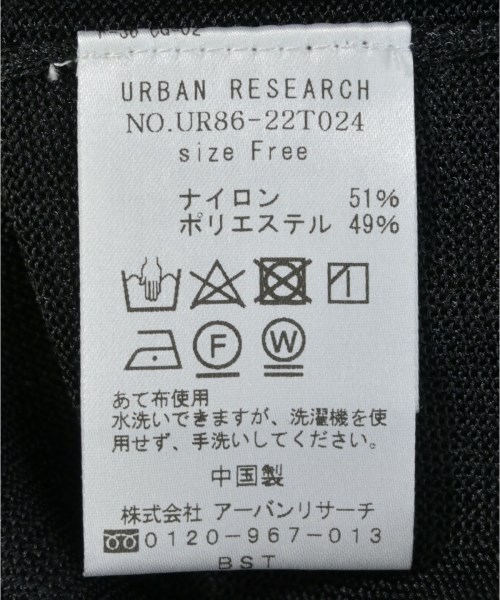 URBAN RESEARCH
NO.UR86-22T024
size Free
ナイロン 51%
ポリエステル 49%
F W
あて布使用
水洗いできますが、洗濯機を使
用せず、手洗いしてください。
中国製
株式会社 アーバンリサーチ
0120-967-013
BST